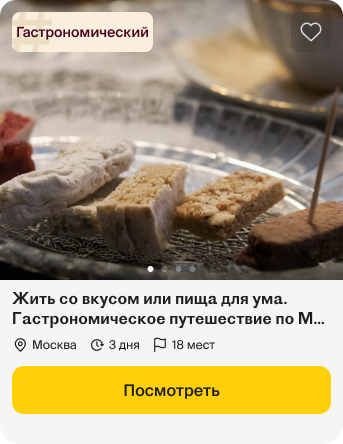 Гастрономический
Жить со вкусом или пища для ума.
Гастрономическое путешествие по М...
Москва 3 дня 18 мест
Посмотреть